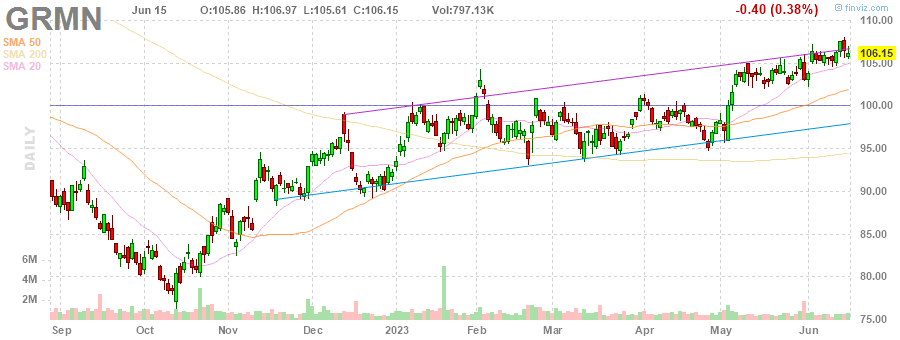 GRMN Jun 15 O:105.86 H:106.97 L:105.61 C:106.15 Vol:797.13K -0.40 (0.38%) © finviz.com
SMA 50
SMA 200
SMA 20
DAILY
110.00
106.15
105.00
100.00
95.00
90.00
85.00
80.00
75.00
6M
4M
2M
Sep Oct Nov Dec 2023 Feb Mar Apr May Jun